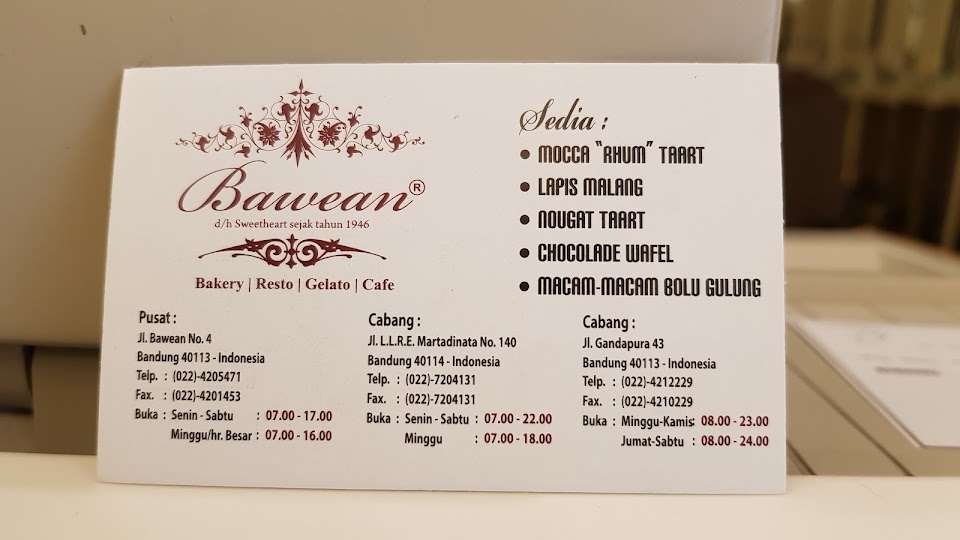 Bawean®
d/h Sweetheart sejak tahun 1946
Bakery | Resto | Gelato | Cafe
Sedia :
• MOCCA "RHUM" TAART
• LAPIS MALANG
• NOUGAT TAART
• CHOCOLADE WAFEL
• MACAM-MACAM BOLU GULUNG
Pusat :
Jl. Bawean No. 4
Bandung 40113 - Indonesia
Telp. : (022)-4205471
Fax. : (022)-4201453
Buka : Senin - Sabtu : 07.00 - 17.00
Minggu/hr. Besar : 07.00 - 16.00
Cabang :
Jl. L.L.R.E. Martadinata No. 140
Bandung 40114 - Indonesia
Telp. : (022)-7204131
Fax. : (022)-7204131
Buka : Senin - Sabtu : 07.00 - 22.00
Minggu : 07.00 - 18.00
Cabang :
Jl. Gandapura 43
Bandung 40113 - Indonesia
Telp. : (022)-4212229
Fax. : (022)-4210229
Buka : Minggu-Kamis: 08.00 - 23.00
Jumat-Sabtu : 08.00 - 24.00